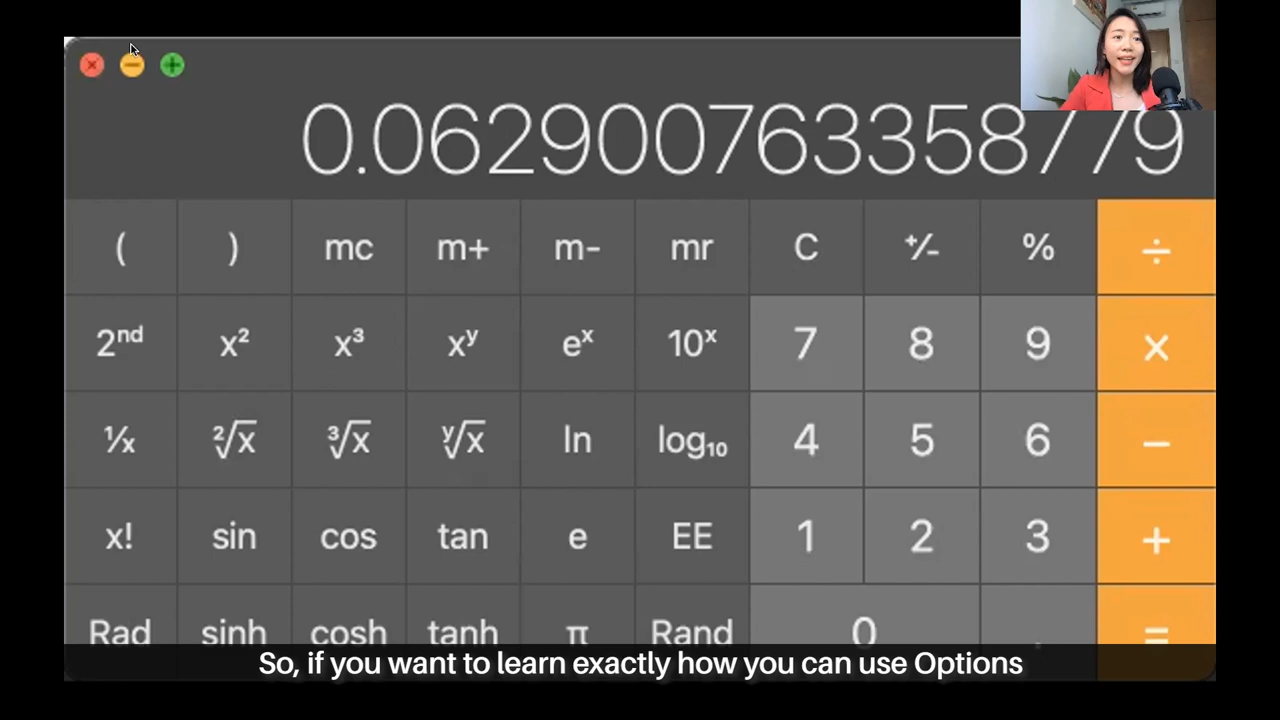 0.062900763358779
( ) mc m+ m- mr C +/- % ÷
2nd x² x³ xʸ eˣ 10ˣ 7 8 9 ×
1/x ²√x ³√x ʸ√x ln log₁₀ 4 5 6 −
x! sin cos tan e EE 1 2 3 +
Rad sinh cosh tanh π Rand 0 . =
So, if you want to learn exactly how you can use Options